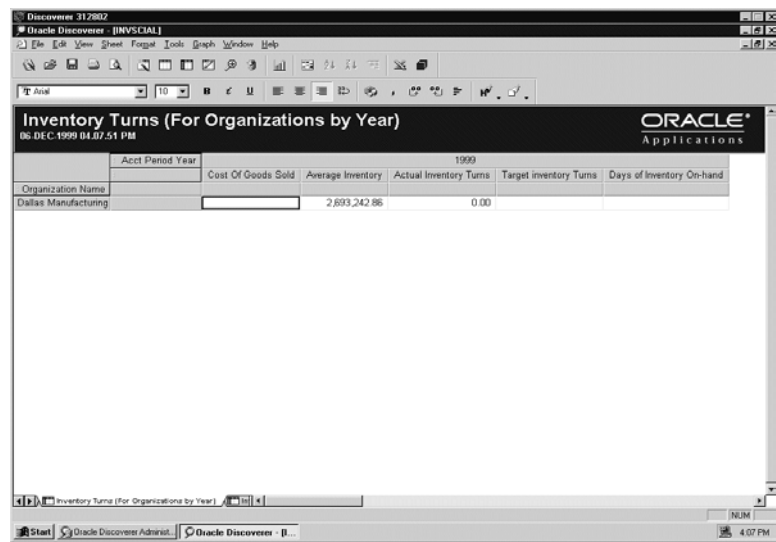 Discoverer 312802
Oracle Discoverer - [INVSCIAL]
File Edit View Sheet Format Tools Graph Window Help
Arial 10 B I U
Inventory Turns (For Organizations by Year)
06-DEC-1999 04.07.51 PM
ORACLE®
Applications
Acct Period Year 1999
Cost Of Goods Sold Average Inventory Actual Inventory Turns Target inventory Turns Days of Inventory On-hand
Organization Name
Dallas Manufacturing 2,693,242.86 0.00
Inventory Turns (For Organizations by Year)
NUM
Start Oracle Discoverer Administ... Oracle Discoverer - [I... 4:07 PM